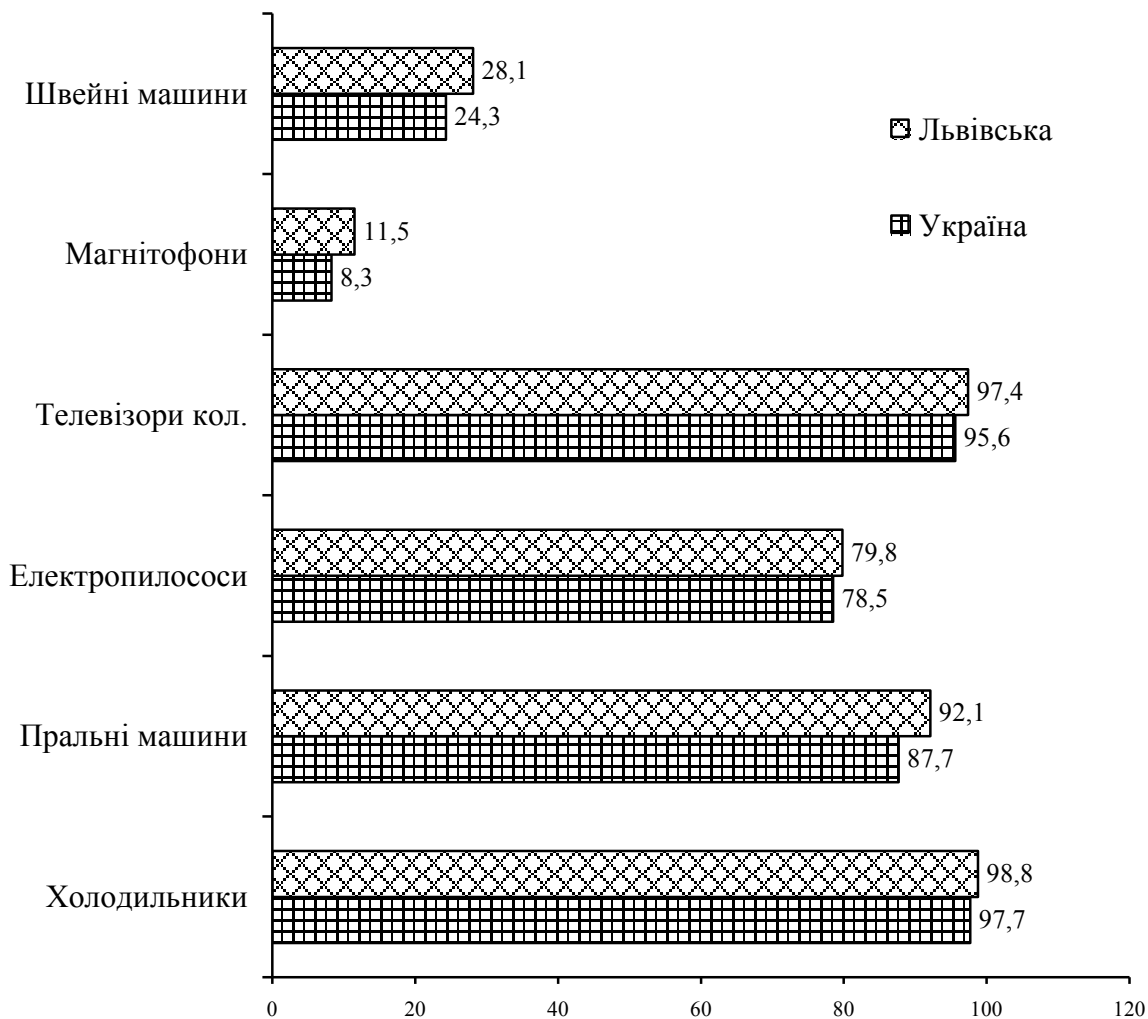 Швейні машини
28,1
24,3
Львівська
Україна
Магнітофони
11,5
8,3
Телевізори кол.
97,4
95,6
Електропилососи
79,8
78,5
Пральні машини
92,1
87,7
Холодильники
98,8
97,7
0 20 40 60 80 100 120